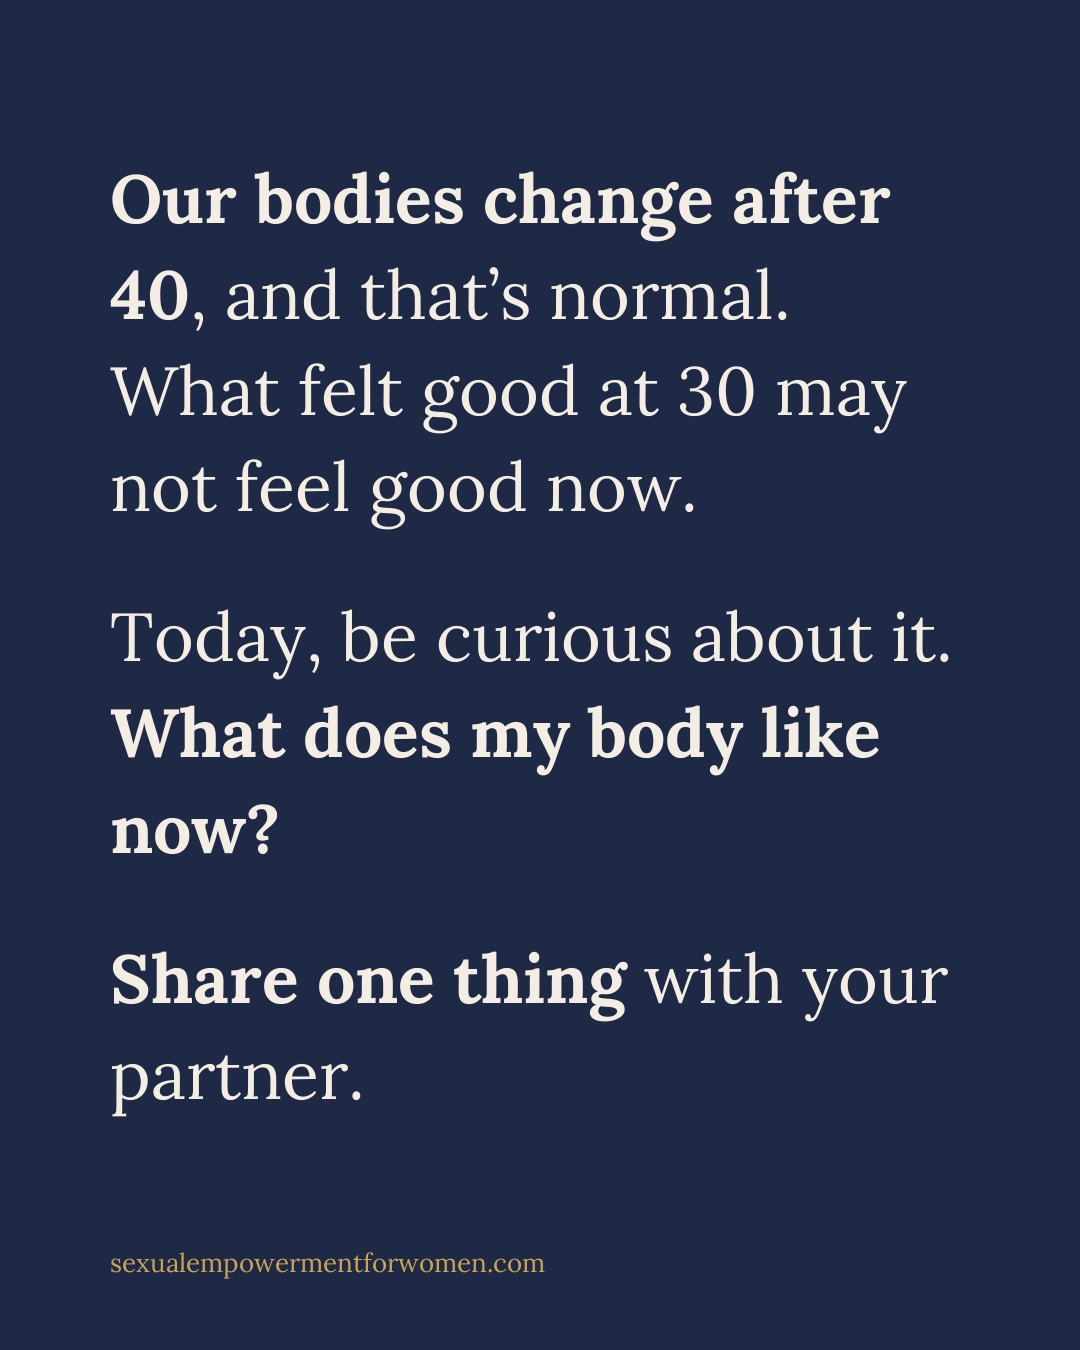 Our bodies change after
40, and that’s normal.
What felt good at 30 may
not feel good now.
Today, be curious about it.
What does my body like
now?
Share one thing with your
partner.
sexualempowermentforwomen.com